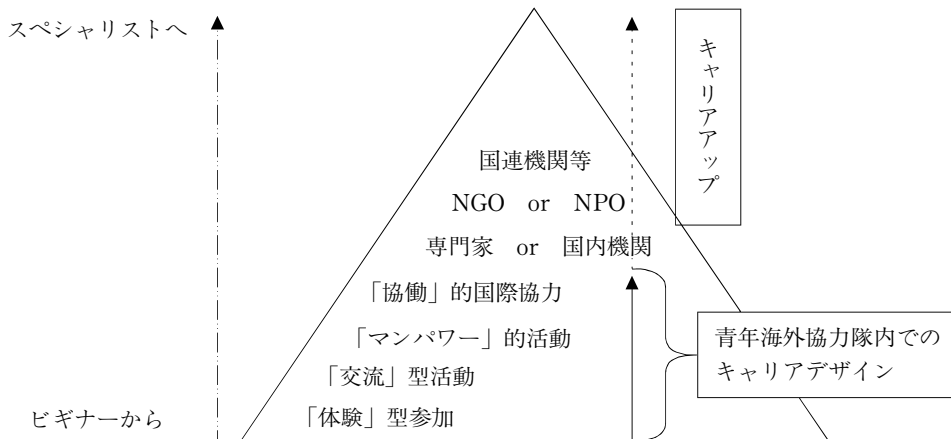 スペシャリストへ
キャリアアップ
国連機関等
NGO or NPO
専門家 or 国内機関
「協働」的国際協力
「マンパワー」的活動
青年海外協力隊内での
キャリアデザイン
「交流」型活動
「体験」型参加
ビギナーから